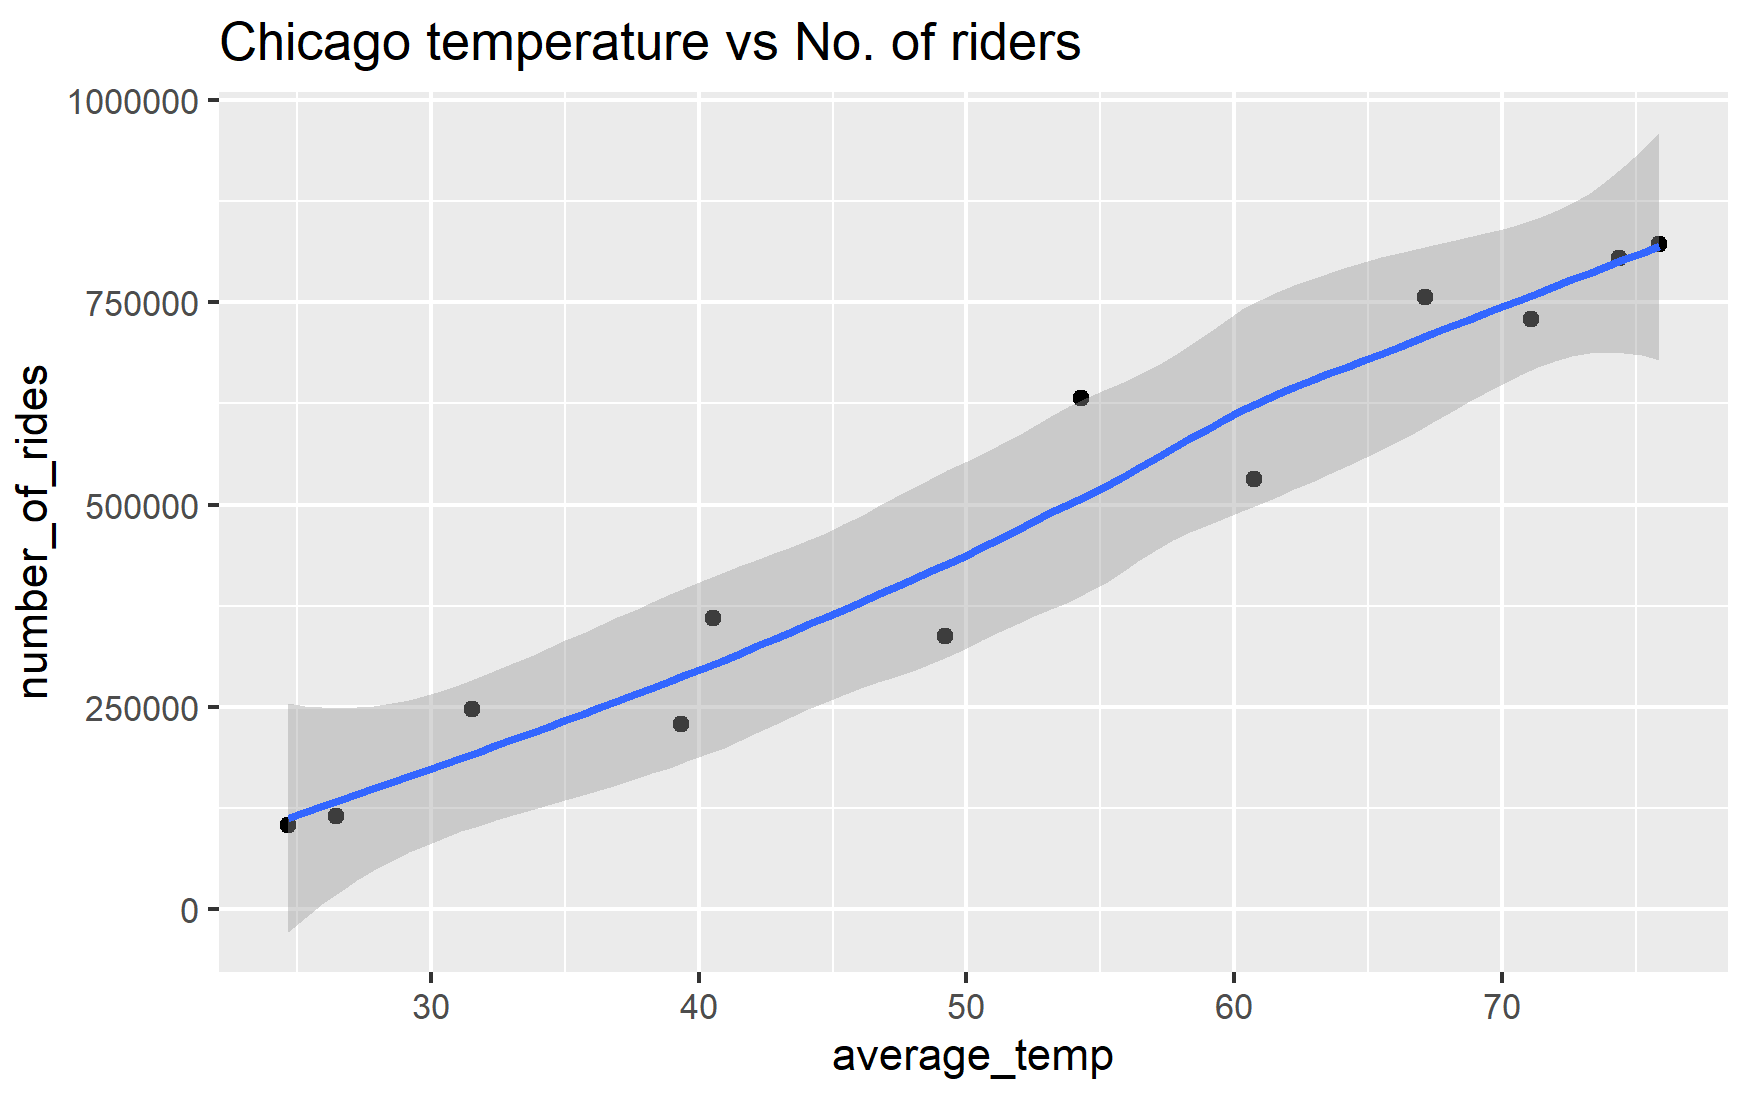 Chicago temperature vs No. of riders
1000000
750000
500000
250000
0
number_of_rides
30 40 50 60 70
average_temp